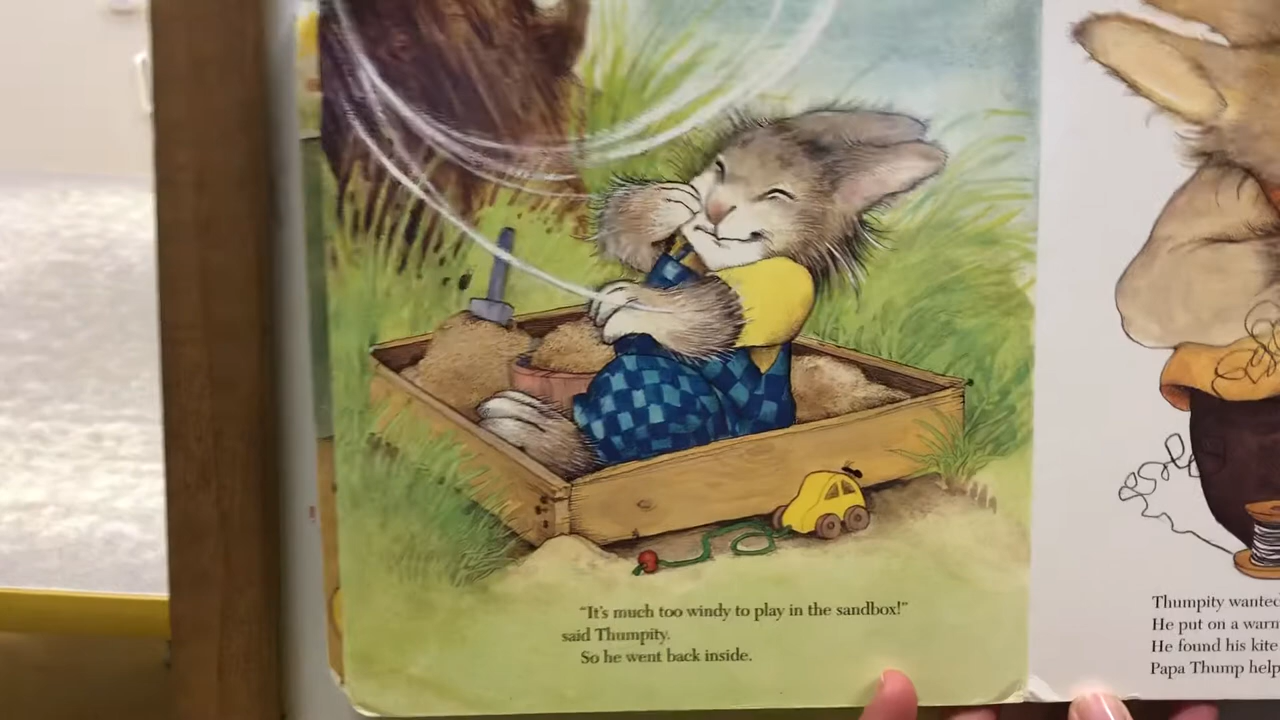 "It's much too windy to play in the sandbox!"
said Thumpity.
So he went back inside.
Thumpity wanted
He put on a warm
He found his kite
Papa Thump help